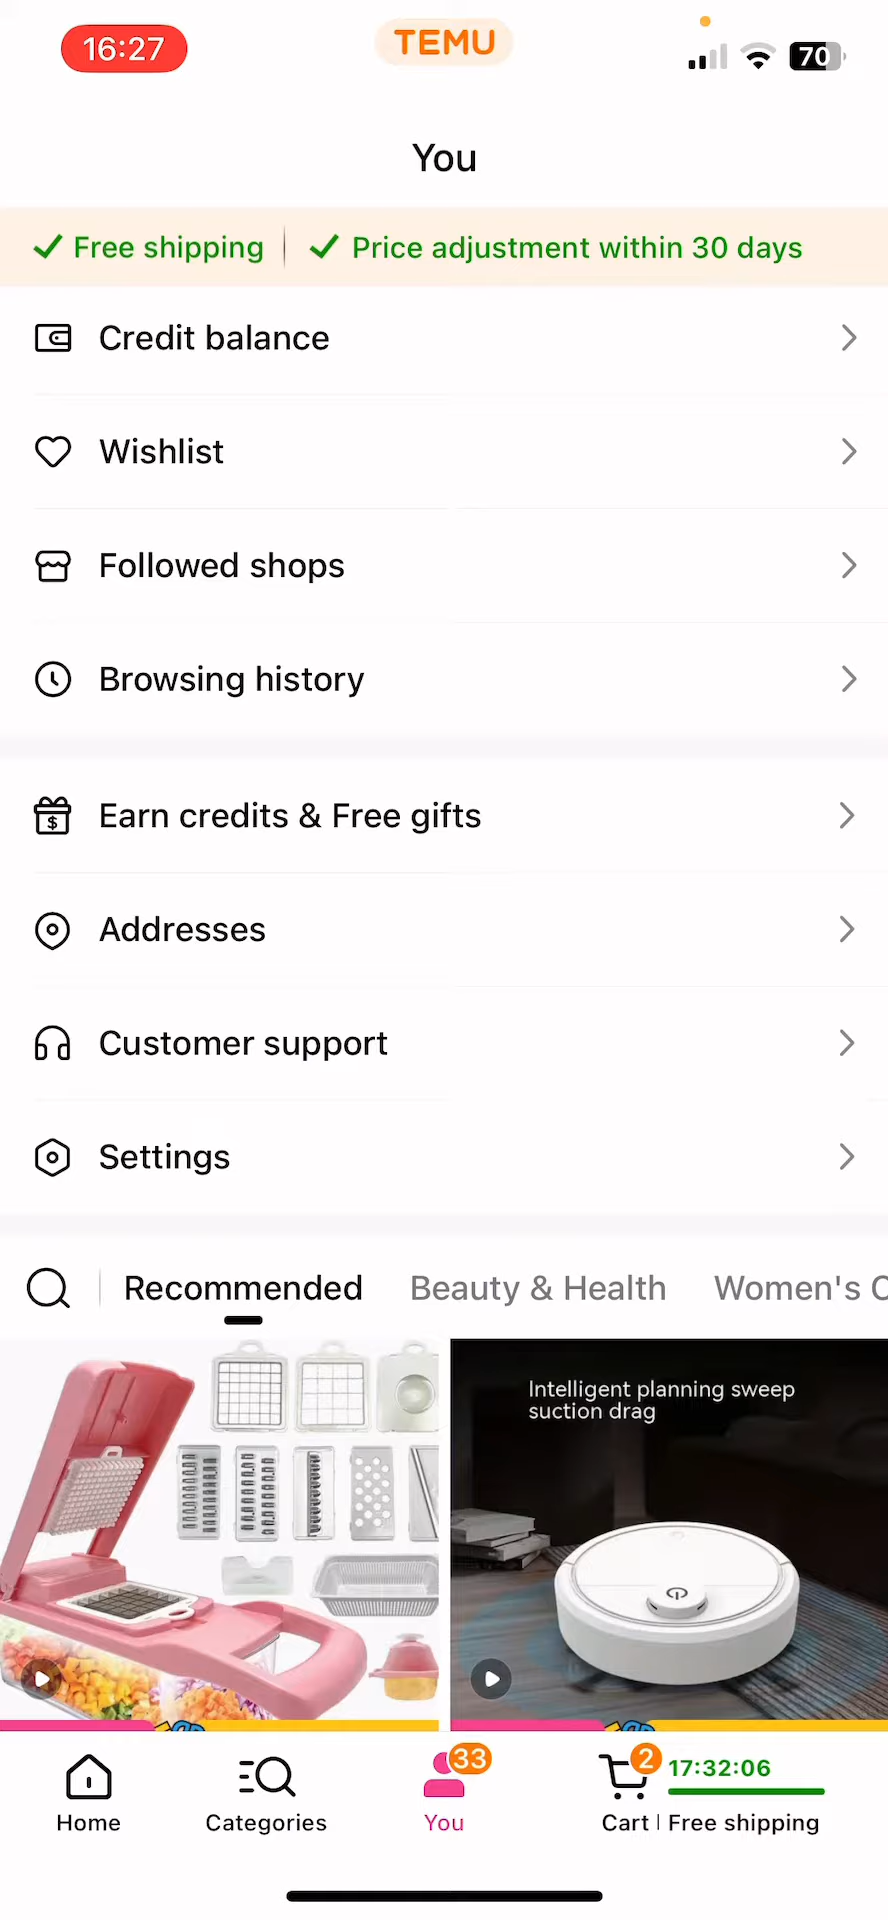 16:27
TEMU
70
You
Free shipping
Price adjustment within 30 days
Credit balance
Wishlist
Followed shops
Browsing history
Earn credits & Free gifts
Addresses
Customer support
Settings
Recommended
Beauty & Health
Women's C
Intelligent planning sweep
suction drag
33
2
17:32:06
Home
Categories
You
Cart
Free shipping